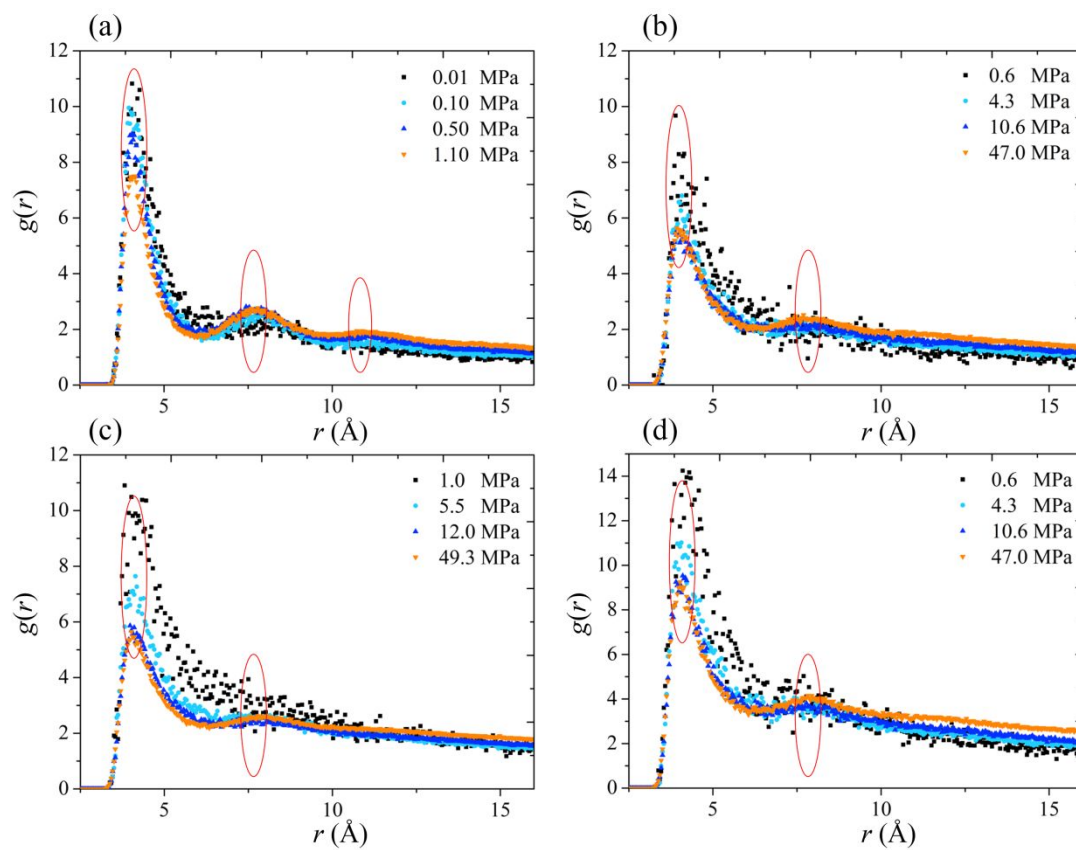 (a)
12
10
8
6
4
2
0
g(r)
0.01 MPa
0.10 MPa
0.50 MPa
1.10 MPa
5 10 15
r (Å)
(b)
12
10
8
6
4
2
0
g(r)
0.6 MPa
4.3 MPa
10.6 MPa
47.0 MPa
5 10 15
r (Å)
(c)
12
10
8
6
4
2
0
g(r)
1.0 MPa
5.5 MPa
12.0 MPa
49.3 MPa
5 10 15
r (Å)
(d)
14
12
10
8
6
4
2
0
g(r)
0.6 MPa
4.3 MPa
10.6 MPa
47.0 MPa
5 10 15
r (Å)